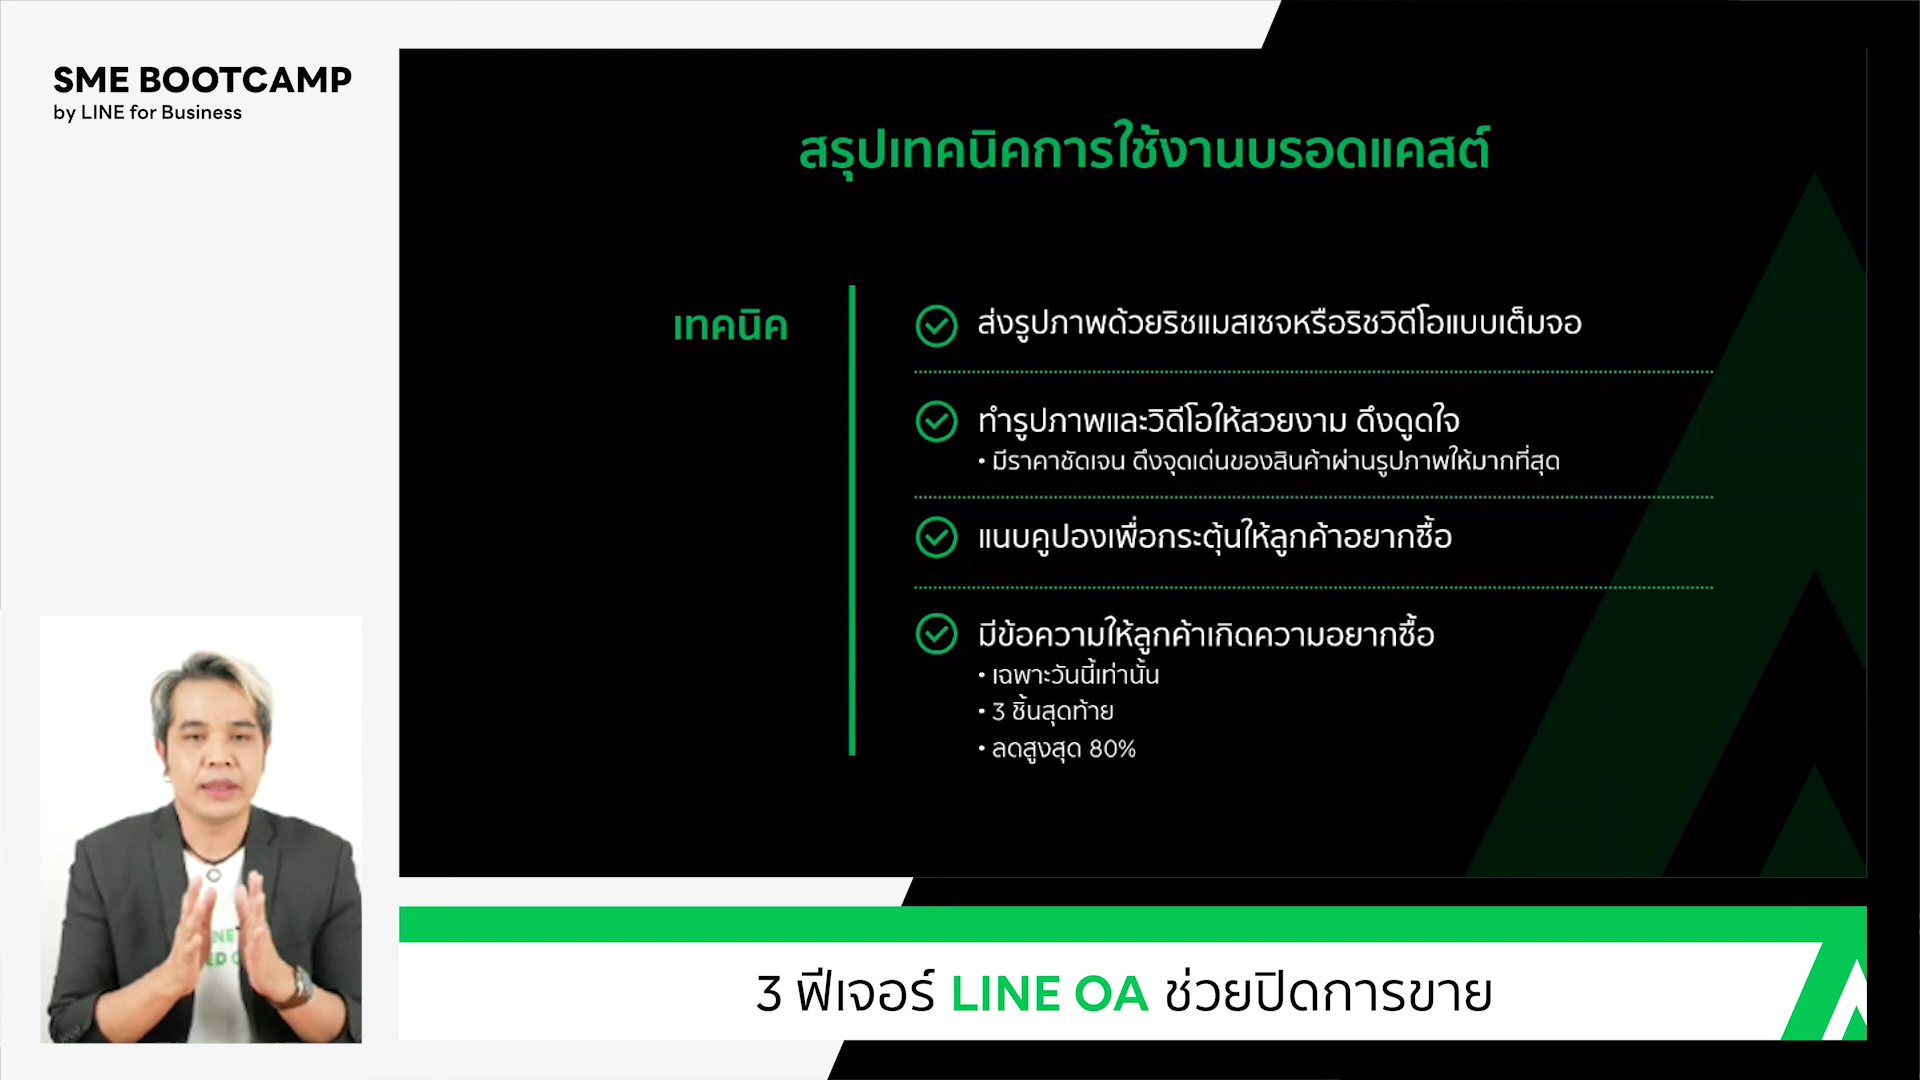 SME BOOTCAMP
by LINE for Business
สรุปเทคนิคการใช้งานบรอดแคสต์
เทคนิค
ส่งรูปภาพด้วยริชแมสเซจหรือริชวิดีโอแบบเต็มจอ
ทำรูปภาพและวิดีโอให้สวยงาม ดึงดูดใจ
• มีราคาชัดเจน ดึงจุดเด่นของสินค้าผ่านรูปภาพให้มากที่สุด
แนบคูปองเพื่อกระตุ้นให้ลูกค้าอยากซื้อ
มีข้อความให้ลูกค้าเกิดความอยากซื้อ
• เฉพาะวันนี้เท่านั้น
• 3 ชิ้นสุดท้าย
• ลดสูงสุด 80%
3 ฟีเจอร์ LINE OA ช่วยปิดการขาย